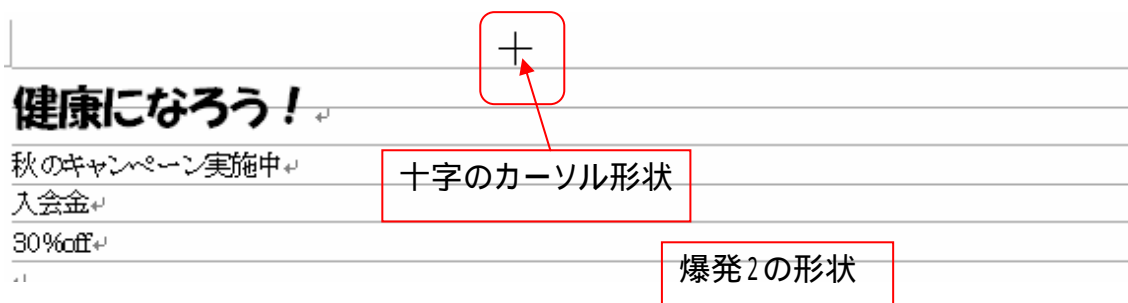 健康になろう！
秋のキャンペーン実施中
十字のカーソル形状
入会金
30%off
爆発2の形状